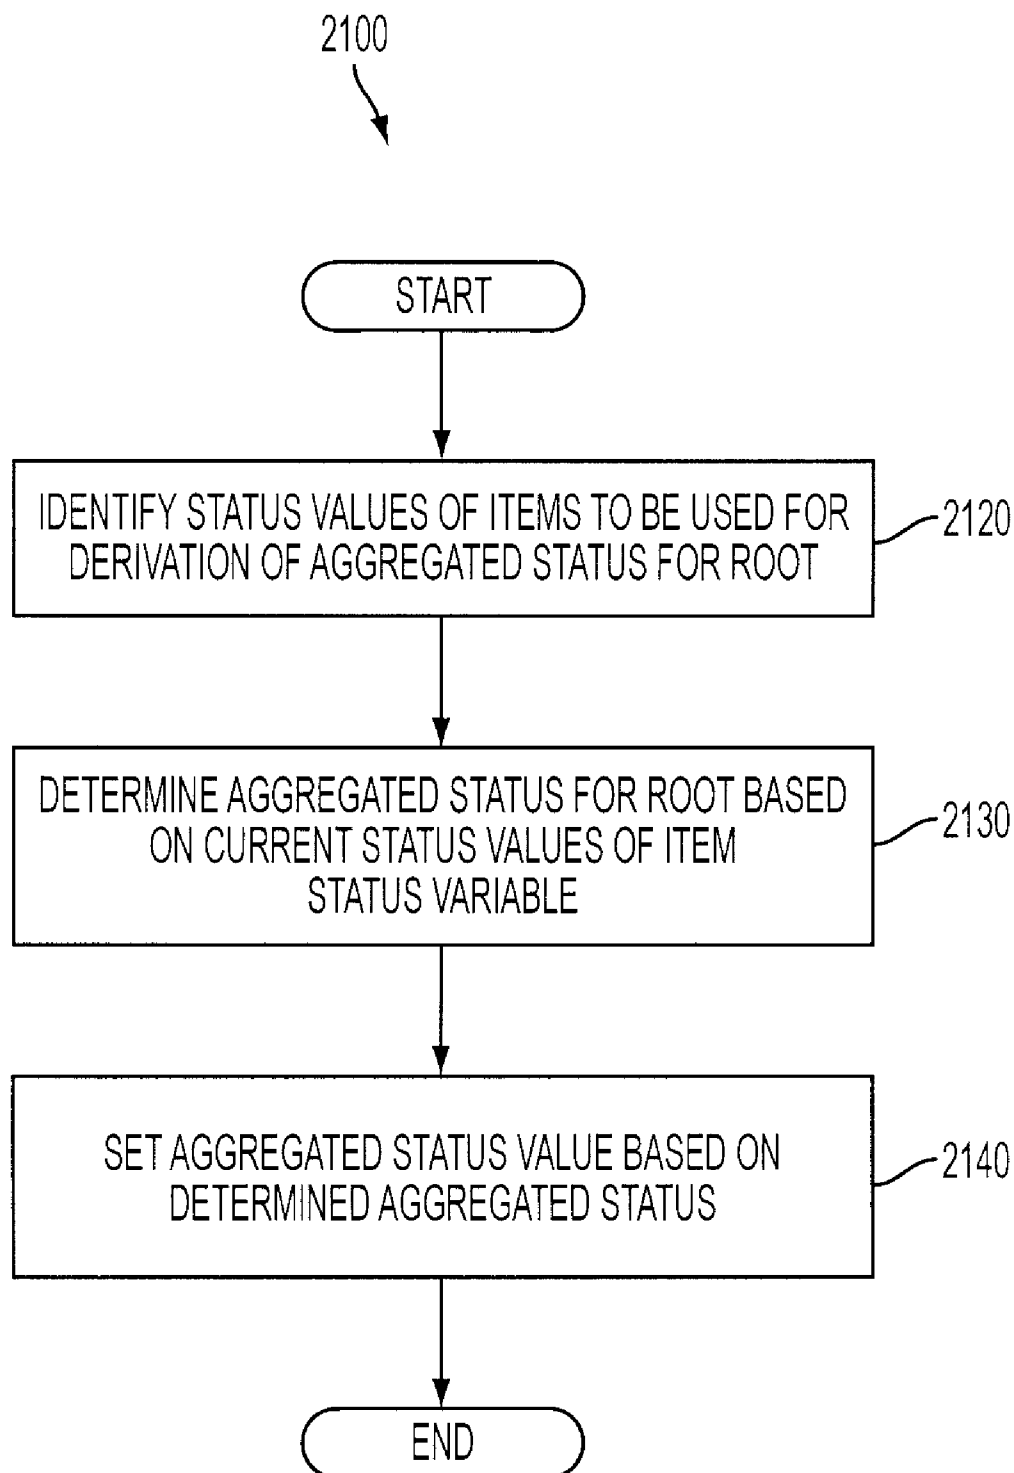 2100
START
IDENTIFY STATUS VALUES OF ITEMS TO BE USED FOR
DERIVATION OF AGGREGATED STATUS FOR ROOT
2120
DETERMINE AGGREGATED STATUS FOR ROOT BASED
ON CURRENT STATUS VALUES OF ITEM
STATUS VARIABLE
2130
SET AGGREGATED STATUS VALUE BASED ON
DETERMINED AGGREGATED STATUS
2140
END